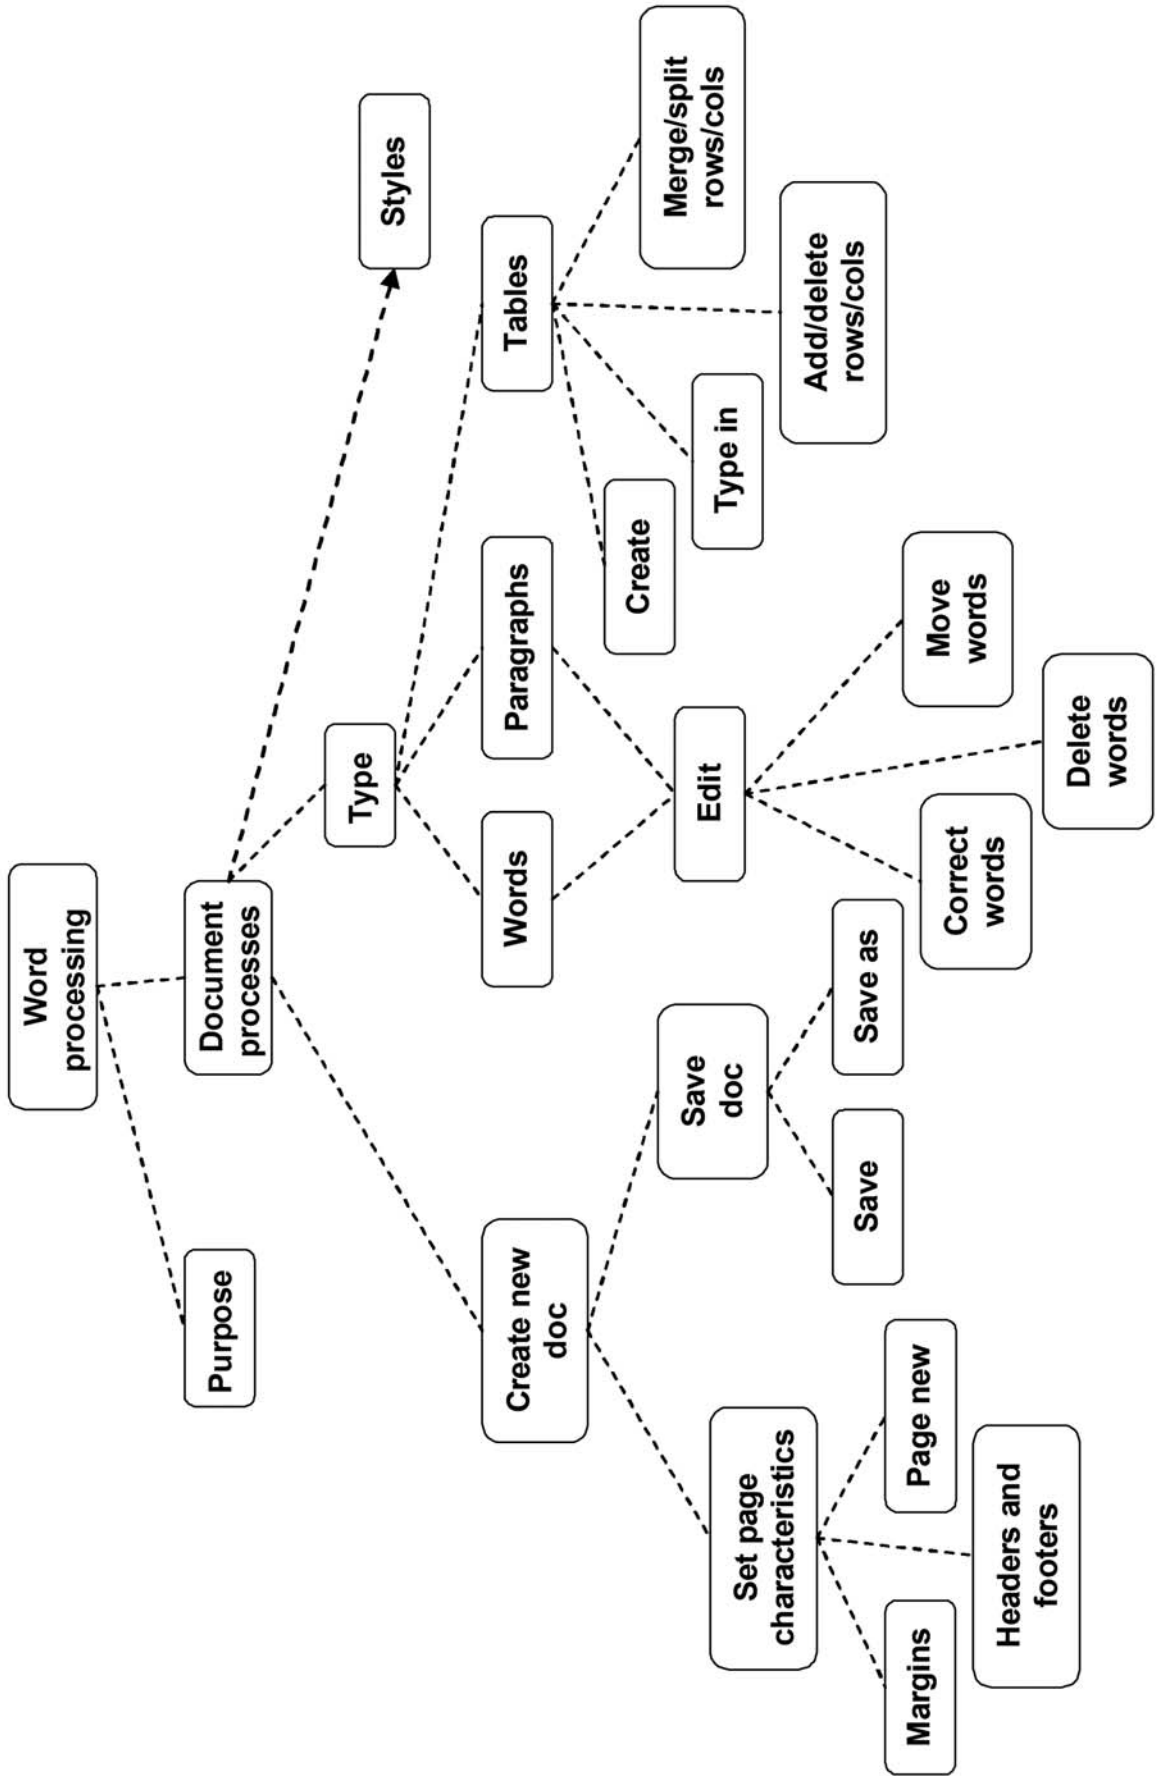 Word
processing
Purpose
Document
processes
Styles
Type
Create new
doc
Words
Paragraphs
Tables
Set page
characteristics
Save
doc
Edit
Create
Type in
Merge/split
rows/cols
Add/delete
rows/cols
Margins
Headers and
footers
Page new
Save
Save as
Correct
words
Delete
words
Move
words